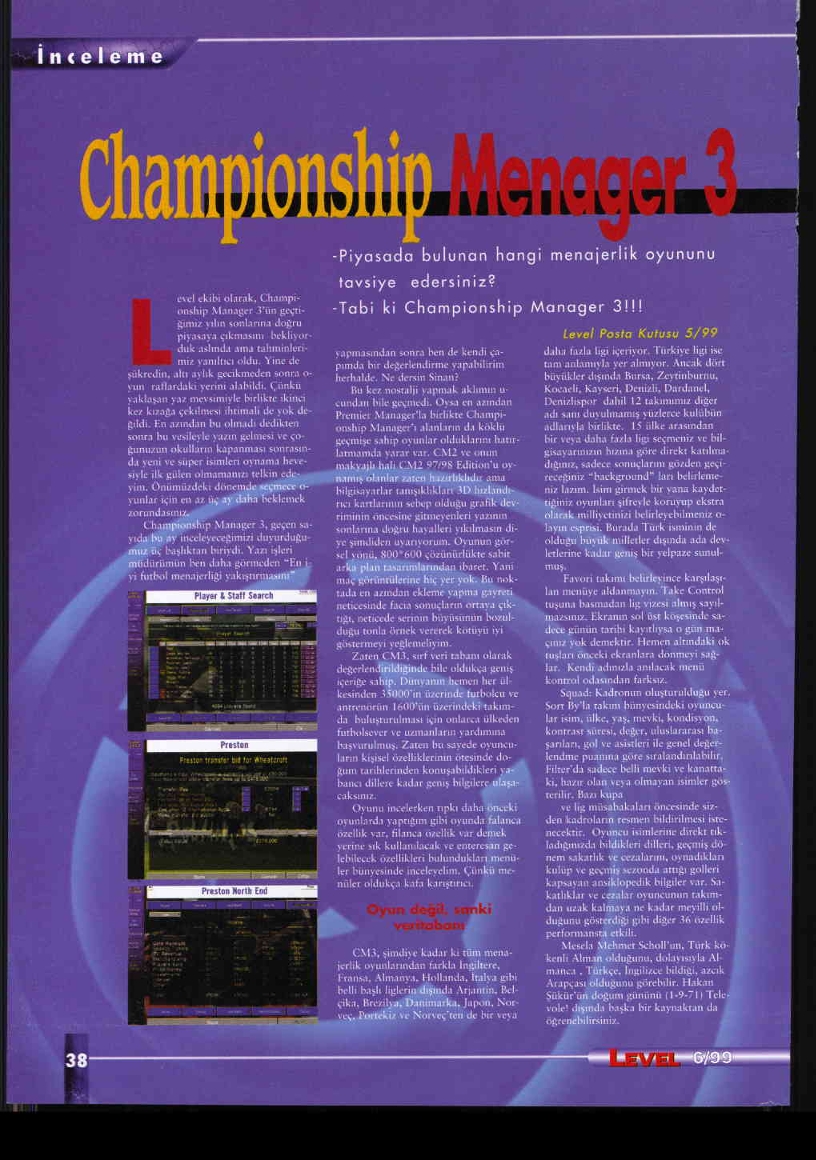 İnceleme
Championship Menager 3
-Piyasada bulunan hangi menajerlik oyununu
tavsiye edersiniz?
-Tabi ki Championship Manager 3!!!
Level Posta Kutusu 5/99
Level ekibi olarak, Champi-
onship Manager 3'ün geçti-
ğimiz yılın sonlarına doğru
piyasaya çıkmasını bekliyor-
duk aslında ama tahminleri-
miz yanıltıcı oldu. Yine de
şükredin, altı aylık gecikmeden sonra o-
yun raflardaki yerini alabildi. Çünkü
yaklaşan yaz mevsimiyle birlikte ikinci
kez kızağa çekilmesi ihtimali de yok de-
ğildi. En azından bu olmadı dedikten
sonra bu vesileyle yazın gelmesi ve ço-
ğunuzun okulların kapanması sonrasın-
da yeni ve süper isimleri oynama heve-
siyle ilk gülen olmamanızı telkin ede-
yim. Önümüzdeki dönemde seçmece o-
yunlar için en az üç ay daha beklemek
zorundasınız.
Championship Manager 3, geçen sa-
yıda bu ay inceleyeceğimizi duyurduğu-
muz üç başlıktan biriydi. Yazı işleri
müdürümün ben daha görmeden "En i-
yi futbol menajerliği yakıştırmasını"
Player & Staff Search
Player Search
Preston
Preston transfer bid for Wheatcroft
Preston North End
yapmasından sonra ben de kendi ça-
pımda bir değerlendirme yapabilirim
herhalde. Ne dersin Sinan?
Bu kez nostalji yapmak aklımın u-
cundan bile geçmedi. Oysa en azından
Premier Manager'la birlikte Champi-
onship Manager'ı alanların da köklü
geçmişe sahip oyunlar olduklarını hatır-
latmamda yarar var. CM2 ve onun
makyajlı hali CM2 97/98 Edition'u oy-
namış olanlar zaten hazırlıklıdır ama
bilgisayarlar tanışıklıkları 3D hızlandı-
rıcı kartlarının sebep olduğu grafik dev-
riminin öncesine gitmeyenleri yazının
sonlarına doğru hayalleri yıkılmasın di-
ye şimdiden uyarıyorum. Oyunun gör-
sel yönü, 800*600 çözünürlükte sabit
arka plan tasarımlarından ibaret. Yani
maç görüntülerine hiç yer yok. Bu nok-
tada en azından ekleme yapma gayreti
neticesinde facia sonuçların ortaya çık-
tığı, neticede serinin büyüsünün bozul-
duğu tonla örnek vererek kötüyü iyi
göstermeyi yeğlemeliyim.
Zaten CM3, sırf veri tabanı olarak
değerlendirildiğinde bile oldukça geniş
içeriğe sahip. Dünyanın hemen her ül-
kesinden 35000'in üzerinde futbolcu ve
antrenörün 1600'ün üzerindeki takım-
da buluşturulması için onlarca ülkeden
futbolsever ve uzmanların yardımına
başvurulmuş. Zaten bu sayede oyuncu-
ların kişisel özelliklerinin ötesinde do-
ğum tarihlerinden konuşabildikleri ya-
bancı dillere kadar geniş bilgilere ulaşa-
caksınız.
Oyunu incelerken tıpkı daha önceki
oyunlarda yaptığım gibi oyunda falanca
özellik var, filanca özellik var demek
yerine sık kullanılacak ve enteresan ge-
lebilecek özellikleri bulundukları menü-
ler bünyesinde inceleyelim. Çünkü me-
nüler oldukça kafa karıştırıcı.
Oyun değil, sanki
veritabanı
CM3, şimdiye kadar ki tüm mena-
jerlik oyunlarından farkla İngiltere,
Fransa, Almanya, Hollanda, İtalya gibi
belli başlı liglerin dışında Arjantin, Bel-
çika, Brezilya, Danimarka, Japon, Nor-
veç, Portekiz ve Norveç'ten de bir veya
daha fazla ligi içeriyor. Türkiye ligi ise
tam anlamıyla yer almıyor. Ancak dört
büyükler dışında Bursa, Zeytinburnu,
Kocaeli, Kayseri, Denizli, Dardanel,
Denizlispor dahil 12 takımımız diğer
adı sanı duyulmamış yüzlerce kulübün
adlarıyla birlikte. 15 ülke arasından
bir veya daha fazla ligi seçmeniz ve bil-
gisayarınızın hızına göre direkt katılma-
dığınız, sadece sonuçların gözden geçi-
receğiniz "background" ları belirleme-
niz lazım. İsim girmek bir yana kaydet-
tiğiniz oyunları şifreyle koruyup ekstra
olarak milliyetinizi belirleyebilmeniz o-
layın esprisi. Burada Türk isminin de
olduğu büyük milletler dışında ada dev-
letlerine kadar geniş bir yelpaze sunul-
muş.
Favori takımı belirleyince karşılaşı-
lan menüye aldanmayın. Take Control
tuşuna basmadan lig vizesi almış sayıl-
mazsınız. Ekranın sol üst köşesinde sa-
dece günün tarihi kayıtlıysa o gün ma-
çınız yok demektir. Hemen altındaki ok
tuşları önceki ekranlara dönmeyi sağ-
lar. Kendi adınızla anılacak menü
kontrol odasından farksız.
Squad: Kadronun oluşturulduğu yer.
Sort By'la takım bünyesindeki oyuncu-
lar isim, ülke, yaş, mevki, kondisyon,
kontrast süresi, değer, uluslararası ba-
şarıları, gol ve asistleri ile genel değer-
lendme puanına göre sıralandırılabilir.
Filter'da sadece belli mevki ve kanatta-
ki, hazır olan veya olmayan isimler gös-
terilir. Bazı kupa
ve lig müsabakaları öncesinde siz-
den kadroların resmen bildirilmesi iste-
necektir. Oyuncu isimlerine direkt tık-
ladığınızda bildikleri dilleri, geçmiş dö-
nem sakatlık ve cezalarını, oynadıkları
kulüp ve geçmiş sezonda attığı golleri
kapsayan ansiklopedik bilgiler var. Sa-
katlıklar ve cezalar oyuncunun takım-
dan uzak kalmaya ne kadar meyilli ol-
duğunu gösterdiği gibi diğer 36 özellik
performansta etkili.
Mesela Mehmet Scholl'un, Türk kö-
kenli Alman olduğunu, dolayısıyla Al-
manca , Türkçe, İngilizce bildiği, azcık
Arapçası olduğunu görebilir. Hakan
Şükür'ün doğum gününü (1-9-71) Tele-
vole! dışında başka bir kaynaktan da
öğrenebilirsiniz.
38
LEVEL 6/99